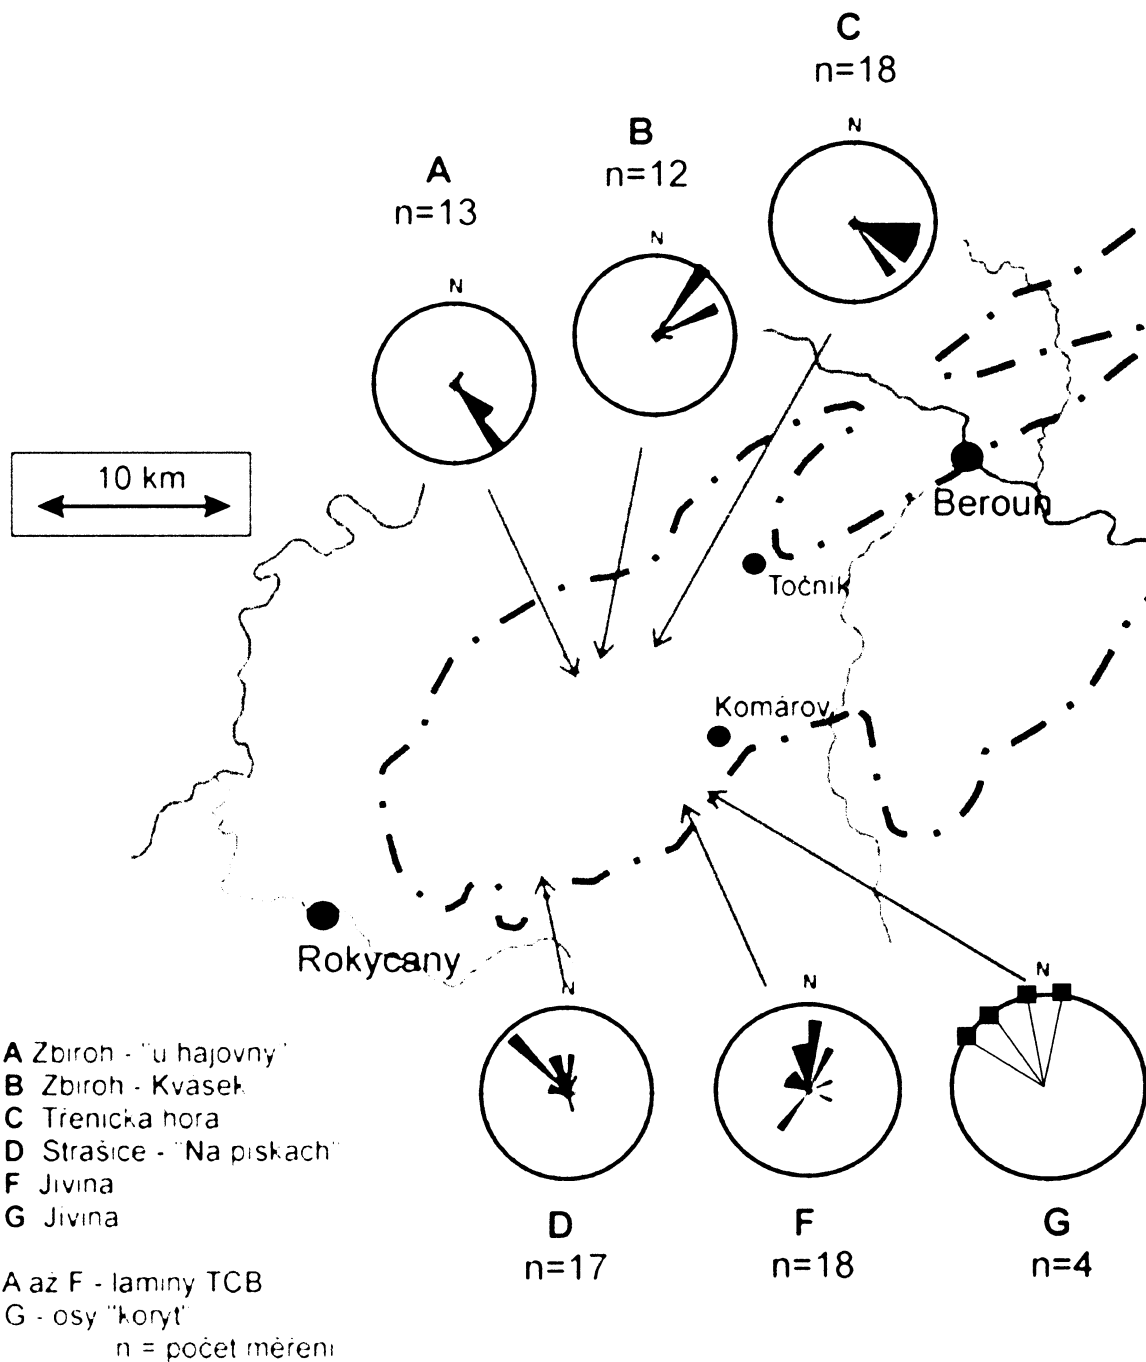 C
n=18
N
B
n=12
N
A
n=13
N
10 km
Beroun
Točník
Komárov
Rokycany
N
N
N
A Zbiroh - "u hajovny"
B Zbiroh - Kvásek
C Třenická hora
D Strašice - "Na piskach"
F Jivina
G Jivina
D
n=17
F
n=18
G
n=4
A až F - laminy TCB
G - osy "koryt"
n = počet měření